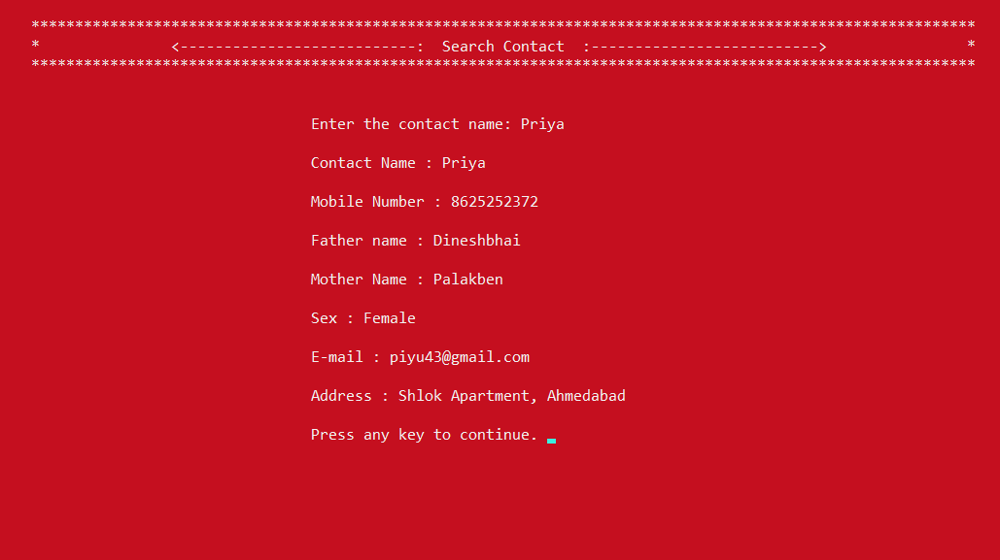 ************************************************************************************************************
* <---------------------------: Search Contact :--------------------------> *
************************************************************************************************************
Enter the contact name: Priya
Contact Name : Priya
Mobile Number : 8625252372
Father name : Dineshbhai
Mother Name : Palakben
Sex : Female
E-mail : piyu43@gmail.com
Address : Shlok Apartment, Ahmedabad
Press any key to continue.